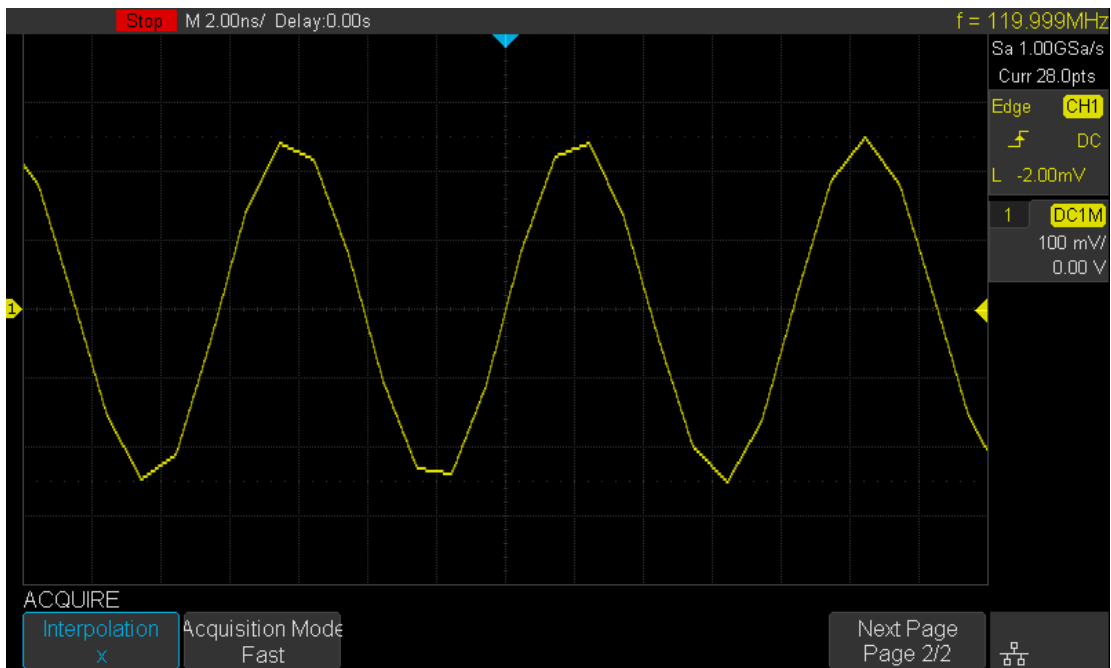 Stop M 2.00ns/ Delay:0.00s f = 119.999MHz
Sa 1.00GSa/s
Curr 28.0pts
Edge CH1
DC
L -2.00mV
1 DC1M
100 mV/
0.00 V
1
ACQUIRE
Interpolation
x
Acquisition Mode
Fast
Next Page
Page 2/2